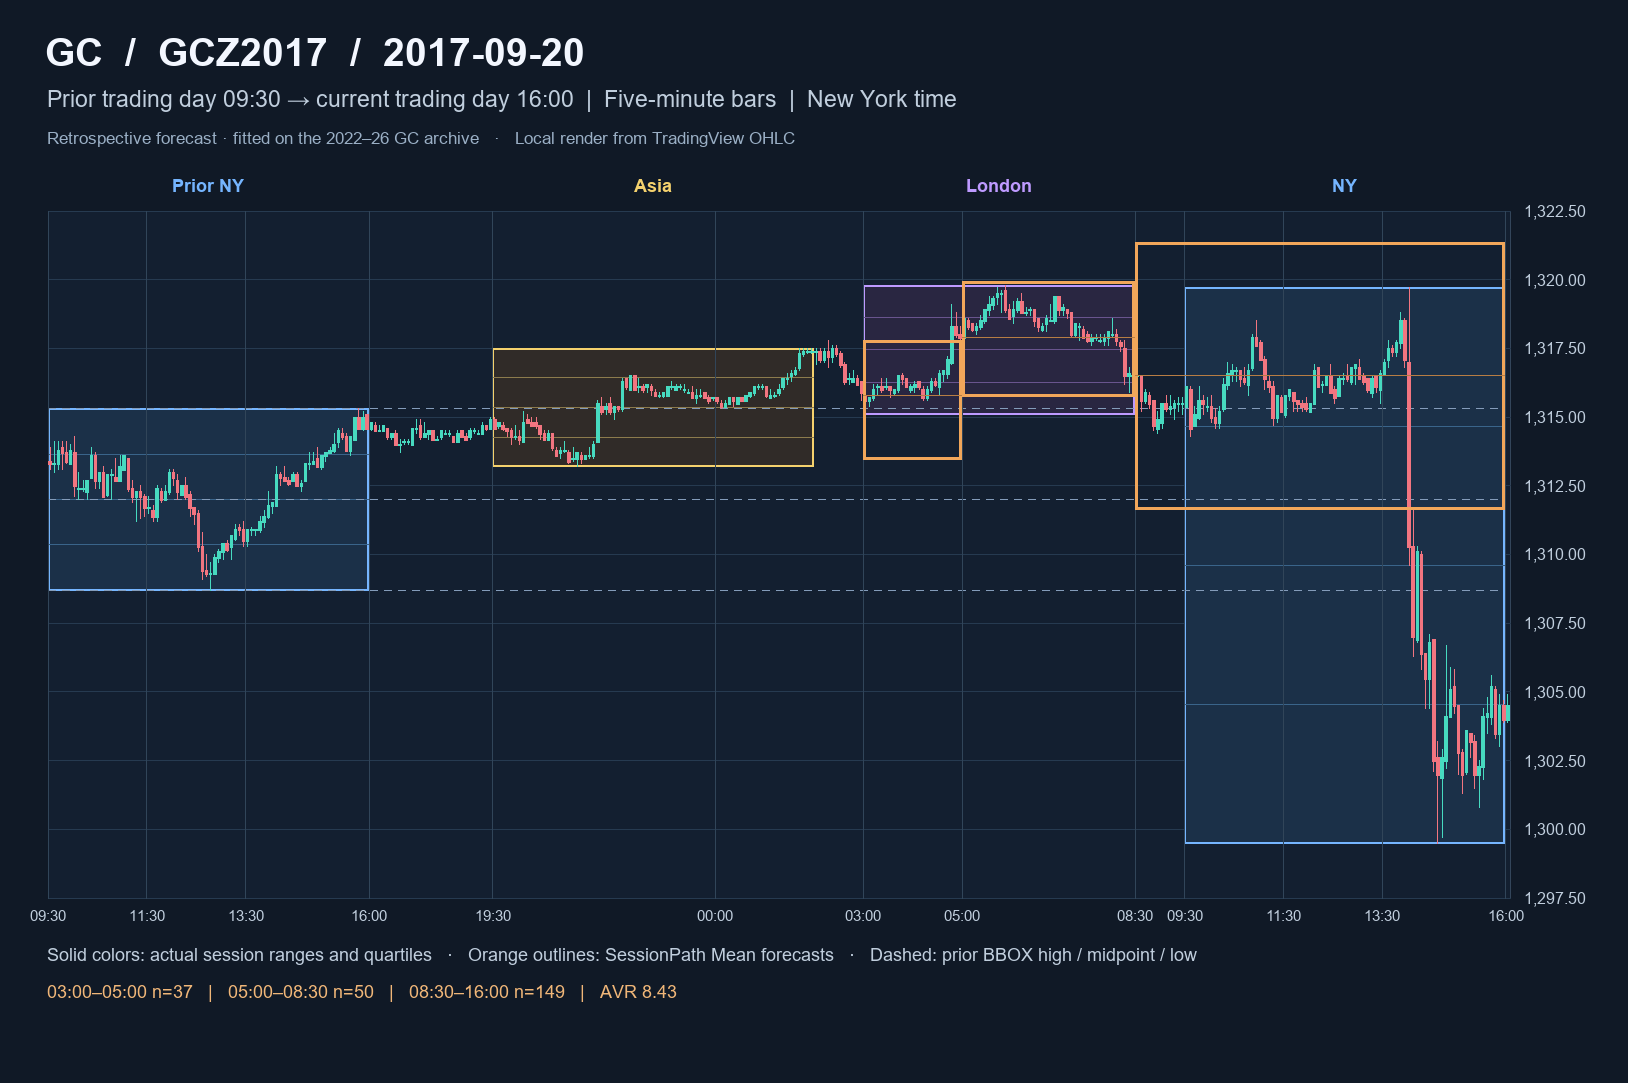 GC / GCZ2017 / 2017-09-20
Prior trading day 09:30 → current trading day 16:00 | Five-minute bars | New York time
Retrospective forecast · fitted on the 2022–26 GC archive · Local render from TradingView OHLC
Prior NY Asia London NY
1,322.50
1,320.00
1,317.50
1,315.00
1,312.50
1,310.00
1,307.50
1,305.00
1,302.50
1,300.00
1,297.50
09:30 11:30 13:30 16:00 19:30 00:00 03:00 05:00 08:30 09:30 11:30 13:30 16:00
Solid colors: actual session ranges and quartiles · Orange outlines: SessionPath Mean forecasts · Dashed: prior BBOX high / midpoint / low
03:00–05:00 n=37 | 05:00–08:30 n=50 | 08:30–16:00 n=149 | AVR 8.43